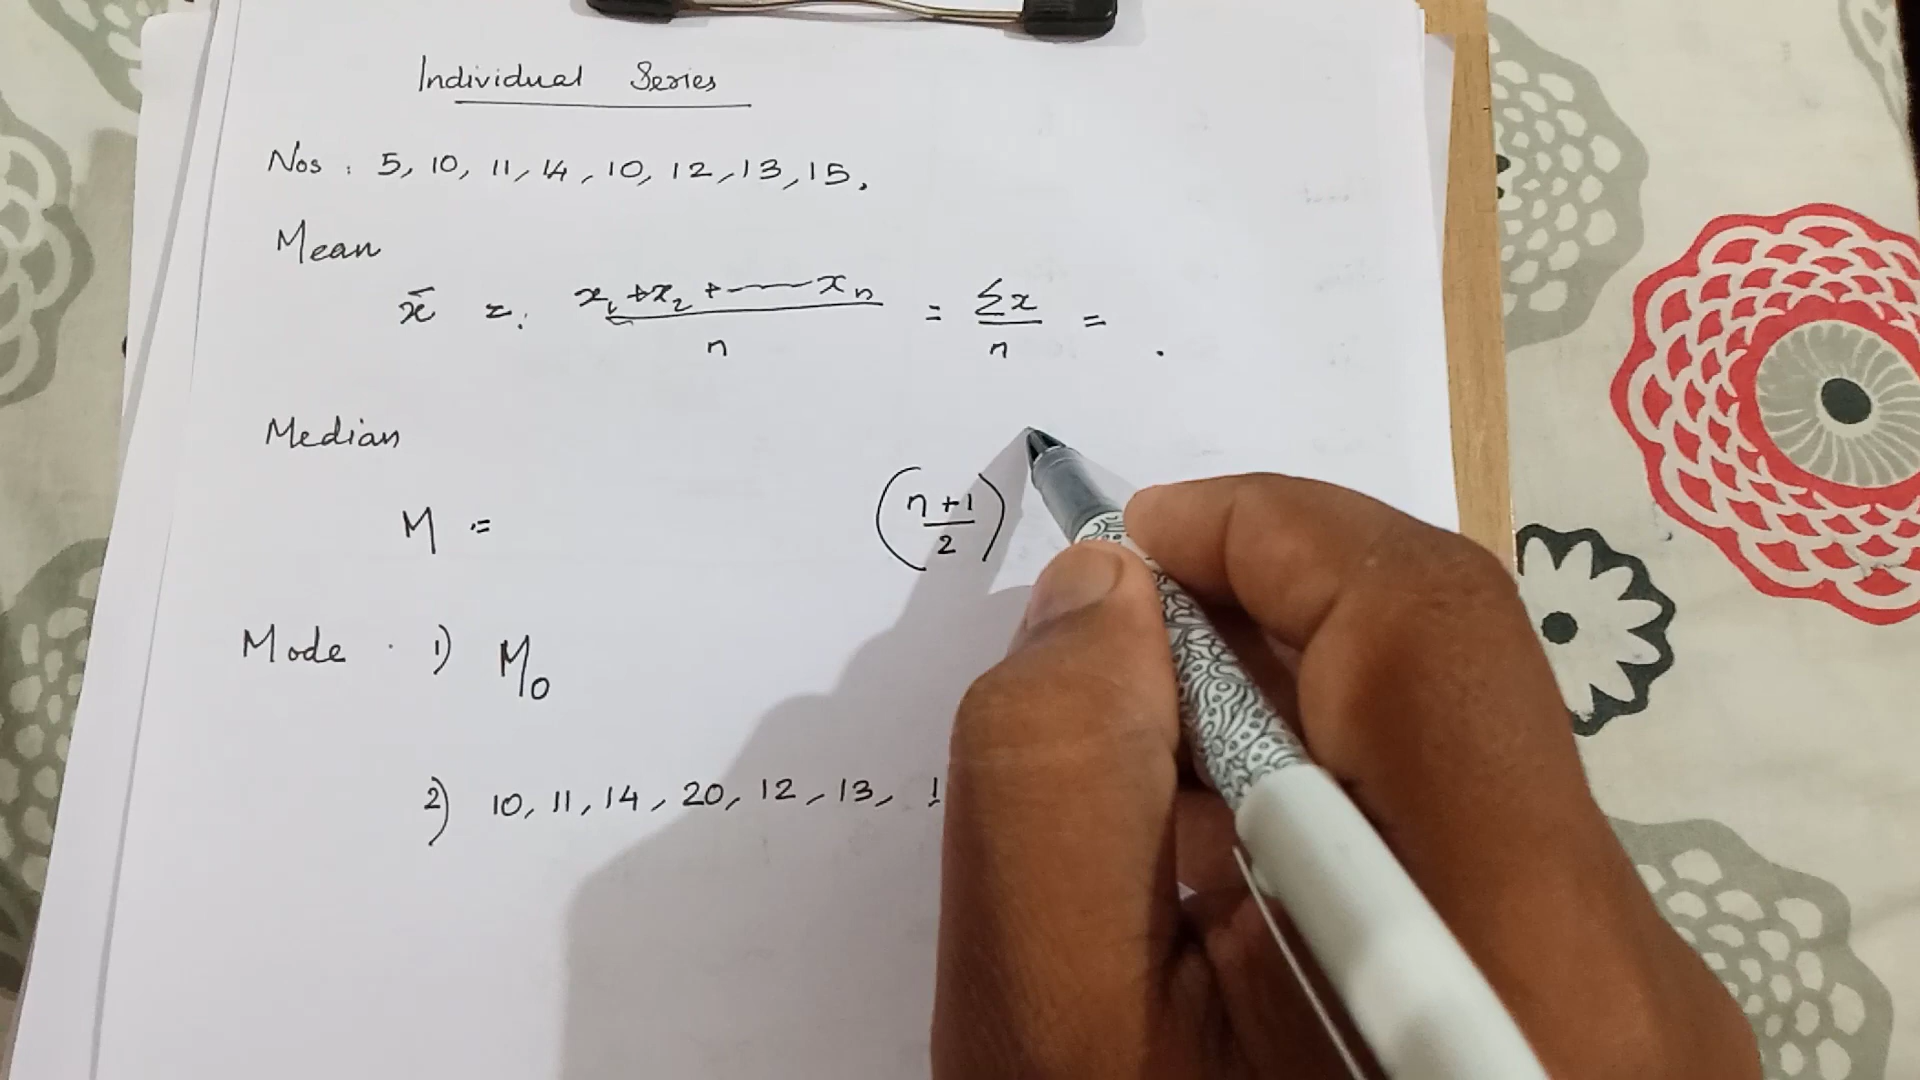 Individual Series
Nos : 5, 10, 11, 14, 10, 12, 13, 15.
Mean
x̄ = x₁ + x₂ + —— xₙ / n = Σx / n =
Median
M = (n+1 / 2)
Mode 1) M₀
2) 10, 11, 14, 20, 12, 13,